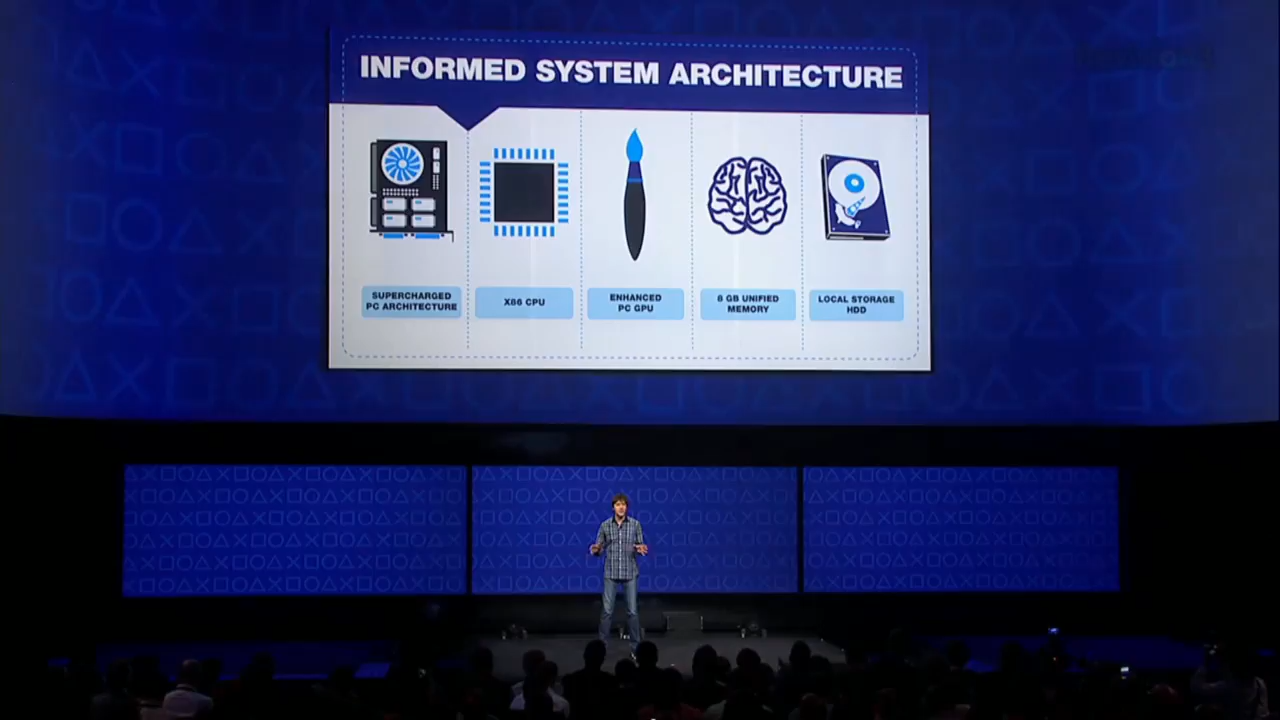 INFORMED SYSTEM ARCHITECTURE
SUPERCHARGED
PC ARCHITECTURE
X86 CPU
ENHANCED
PC GPU
8 GB UNIFIED
MEMORY
LOCAL STORAGE
HDD